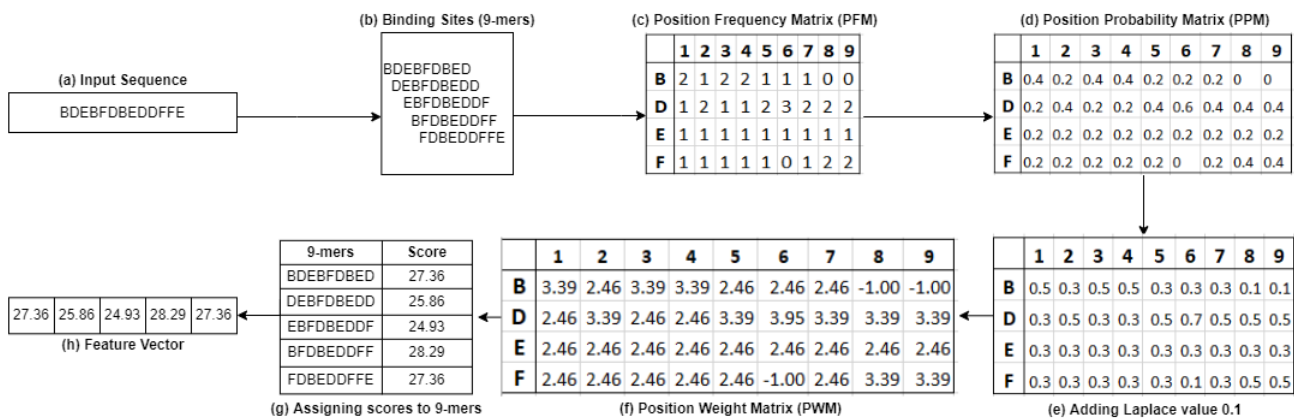 (a) Input Sequence
BDEBFDBEDDFFE
(b) Binding Sites (9-mers)
BDEBFDBED
DEBFDBEDD
EBFDBEDDF
BFDBEDDFF
FDBEDDFFE
(c) Position Frequency Matrix (PFM)
1 2 3 4 5 6 7 8 9
B 2 1 2 2 1 1 1 0 0
D 1 2 1 1 2 3 2 2 2
E 1 1 1 1 1 1 1 1 1
F 1 1 1 1 1 0 1 2 2
(d) Position Probability Matrix (PPM)
1 2 3 4 5 6 7 8 9
B 0.4 0.2 0.4 0.4 0.2 0.2 0.2 0 0
D 0.2 0.4 0.2 0.2 0.4 0.6 0.4 0.4 0.4
E 0.2 0.2 0.2 0.2 0.2 0.2 0.2 0.2 0.2
F 0.2 0.2 0.2 0.2 0.2 0 0.2 0.4 0.4
1 2 3 4 5 6 7 8 9
B 0.5 0.3 0.5 0.5 0.3 0.3 0.3 0.1 0.1
D 0.3 0.5 0.3 0.3 0.5 0.7 0.5 0.5 0.5
E 0.3 0.3 0.3 0.3 0.3 0.3 0.3 0.3 0.3
F 0.3 0.3 0.3 0.3 0.3 0.1 0.3 0.5 0.5
(e) Adding Laplace value 0.1
1 2 3 4 5 6 7 8 9
B 3.39 2.46 3.39 3.39 2.46 2.46 2.46 -1.00 -1.00
D 2.46 3.39 2.46 2.46 3.39 3.95 3.39 3.39 3.39
E 2.46 2.46 2.46 2.46 2.46 2.46 2.46 2.46 2.46
F 2.46 2.46 2.46 2.46 2.46 -1.00 2.46 3.39 3.39
(f) Position Weight Matrix (PWM)
9-mers Score
BDEBFDBED 27.36
DEBFDBEDD 25.86
EBFDBEDDF 24.93
BFDBEDDFF 28.29
FDBEDDFFE 27.36
(g) Assigning scores to 9-mers
27.36 25.86 24.93 28.29 27.36
(h) Feature Vector